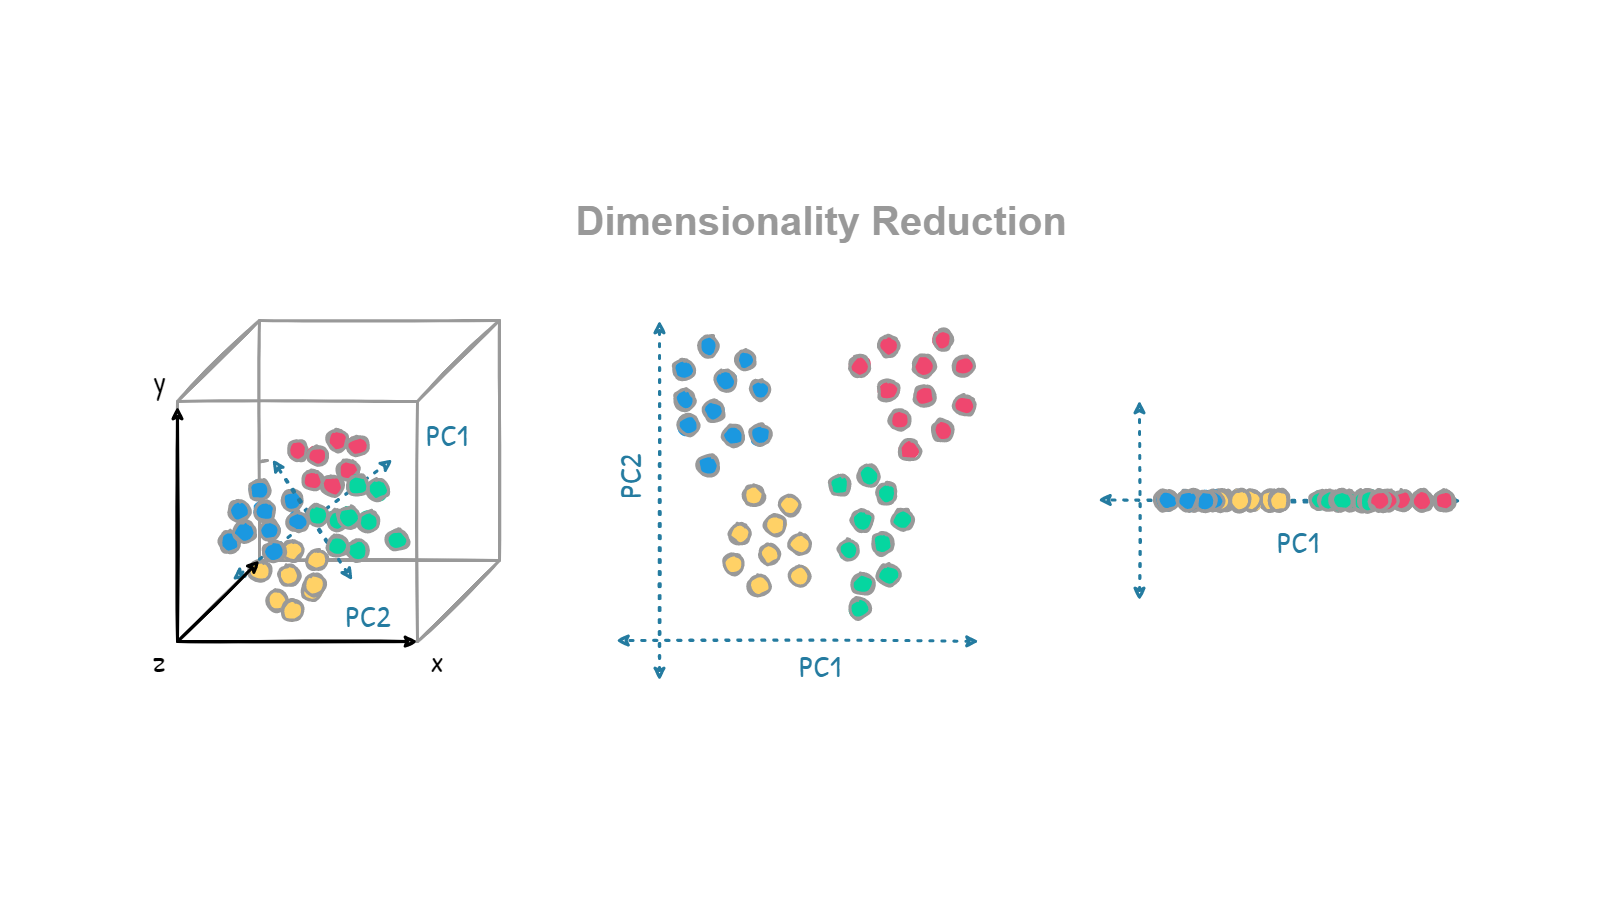 Dimensionality Reduction
y
PC1
PC2
z
x
PC2
PC1
PC1